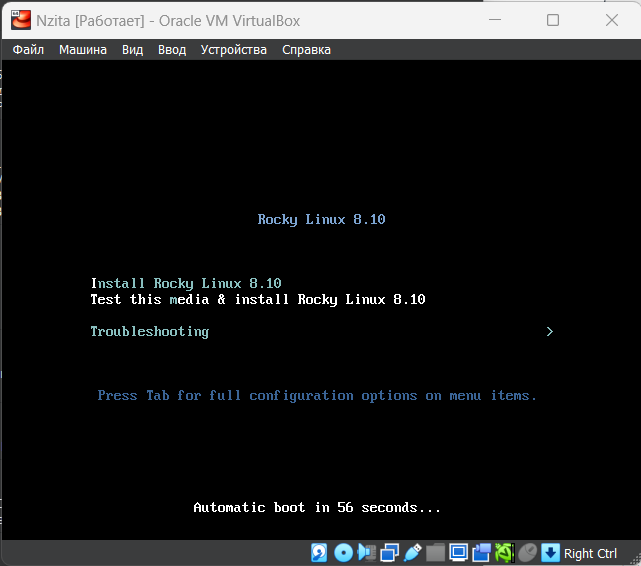 Nzita [Работает] - Oracle VM VirtualBox
Файл Машина Вид Ввод Устройства Справка
Rocky Linux 8.10
Install Rocky Linux 8.10
Test this media & install Rocky Linux 8.10
Troubleshooting >
Press Tab for full configuration options on menu items.
Automatic boot in 56 seconds...
Right Ctrl